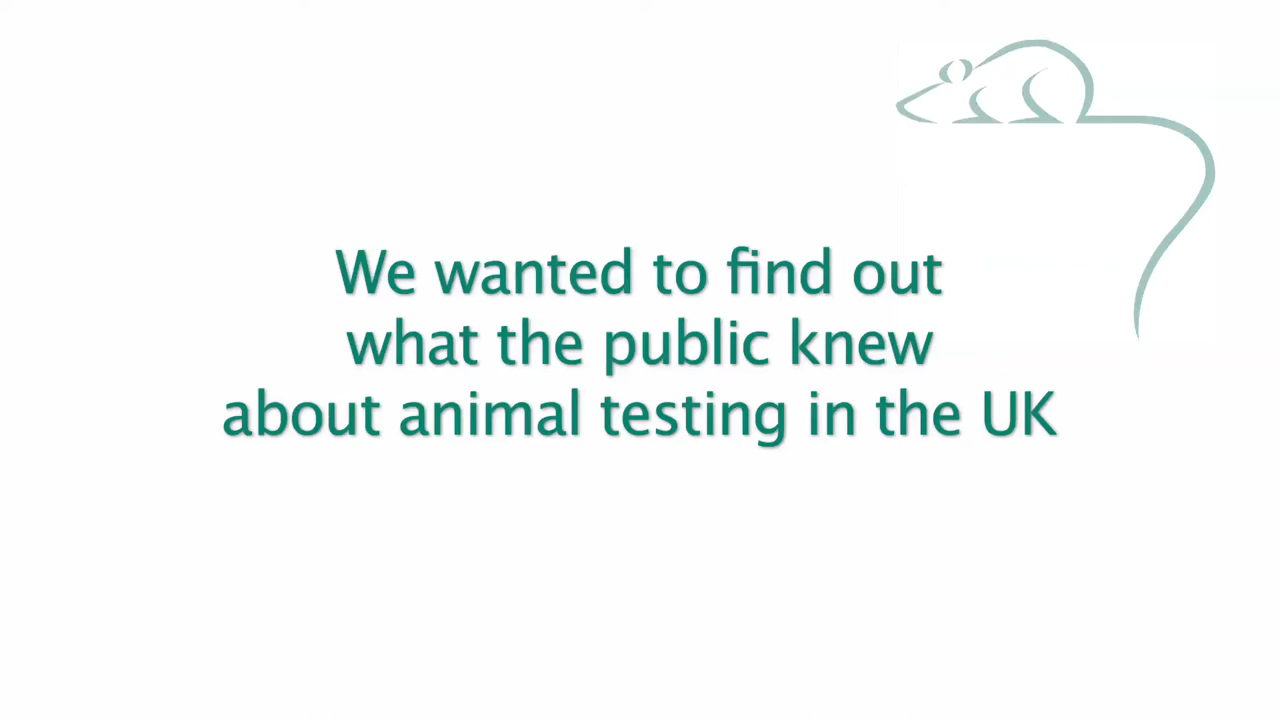 We wanted to find out
what the public knew
about animal testing in the UK